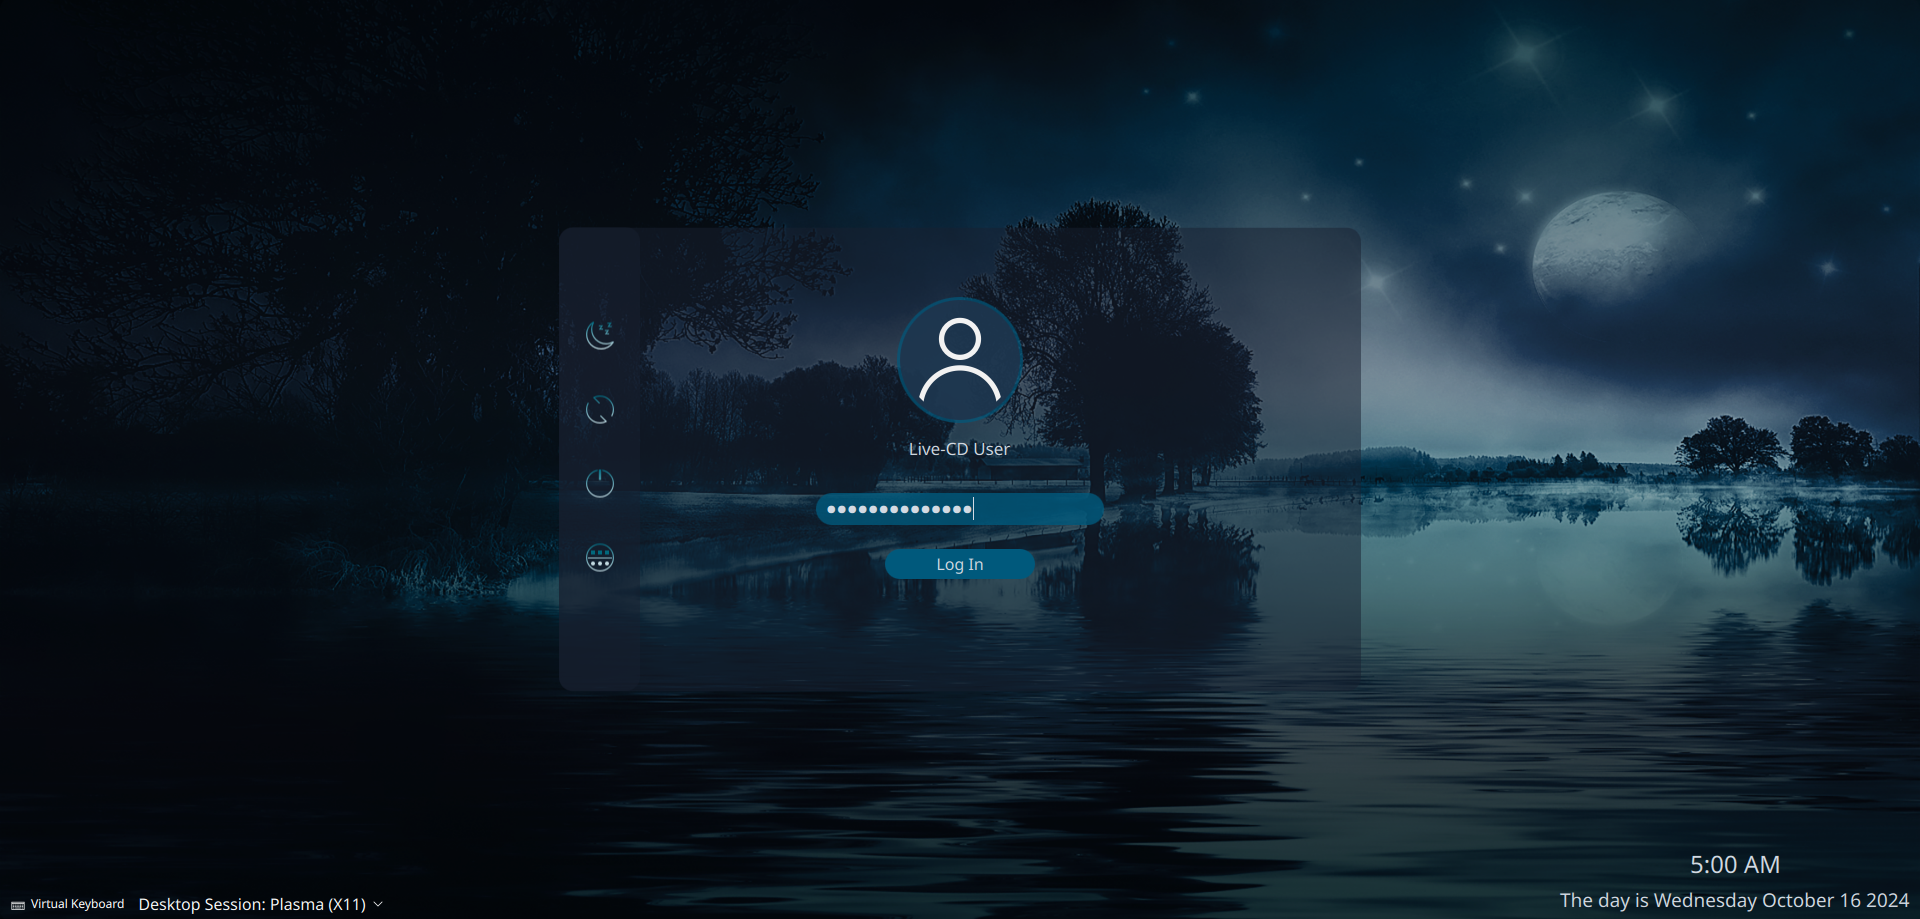 Live-CD User
●●●●●●●●●●●●●●
Log In
5:00 AM
Virtual Keyboard
Desktop Session: Plasma (X11)
The day is Wednesday October 16 2024